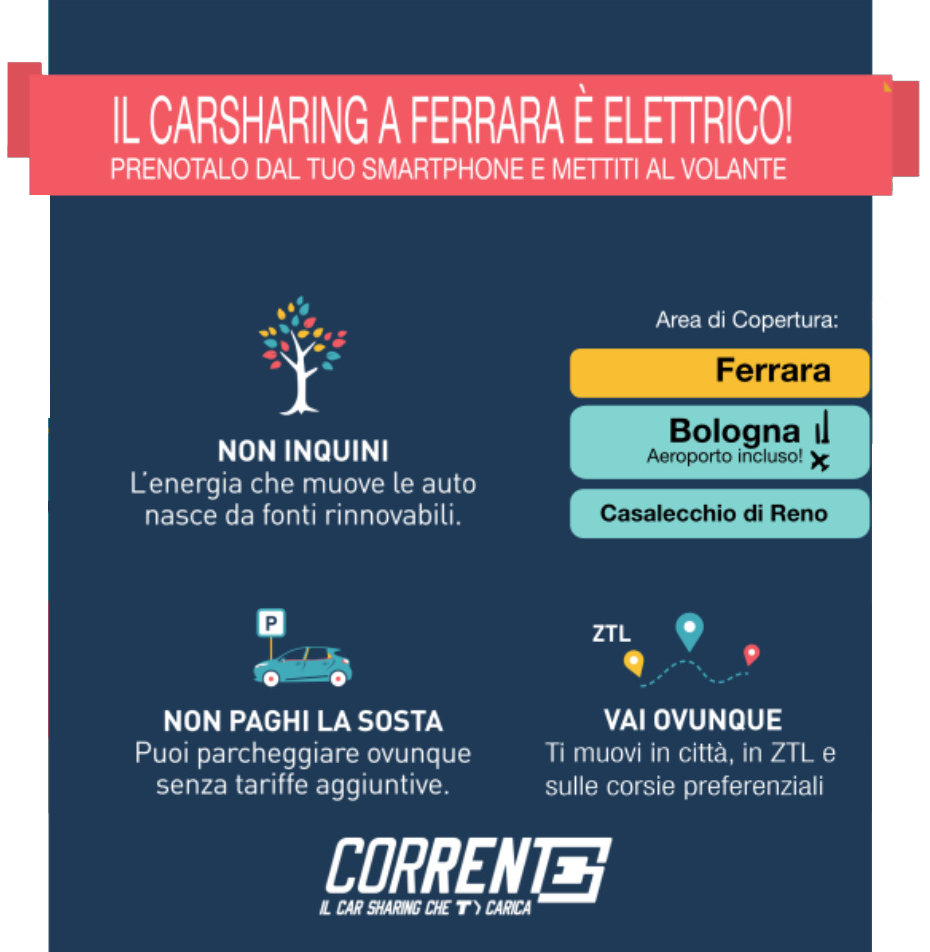 IL CARSHARING A FERRARA È ELETTRICO!
PRENOTALO DAL TUO SMARTPHONE E METTITI AL VOLANTE
NON INQUINI
L'energia che muove le auto
nasce da fonti rinnovabili.
Area di Copertura:
Ferrara
Bologna
Aeroporto incluso!
Casalecchio di Reno
P
NON PAGHI LA SOSTA
Puoi parcheggiare ovunque
senza tariffe aggiuntive.
ZTL
VAI OVUNQUE
Ti muovi in città, in ZTL e
sulle corsie preferenziali
CORRENTE
IL CAR SHARING CHE TI CARICA